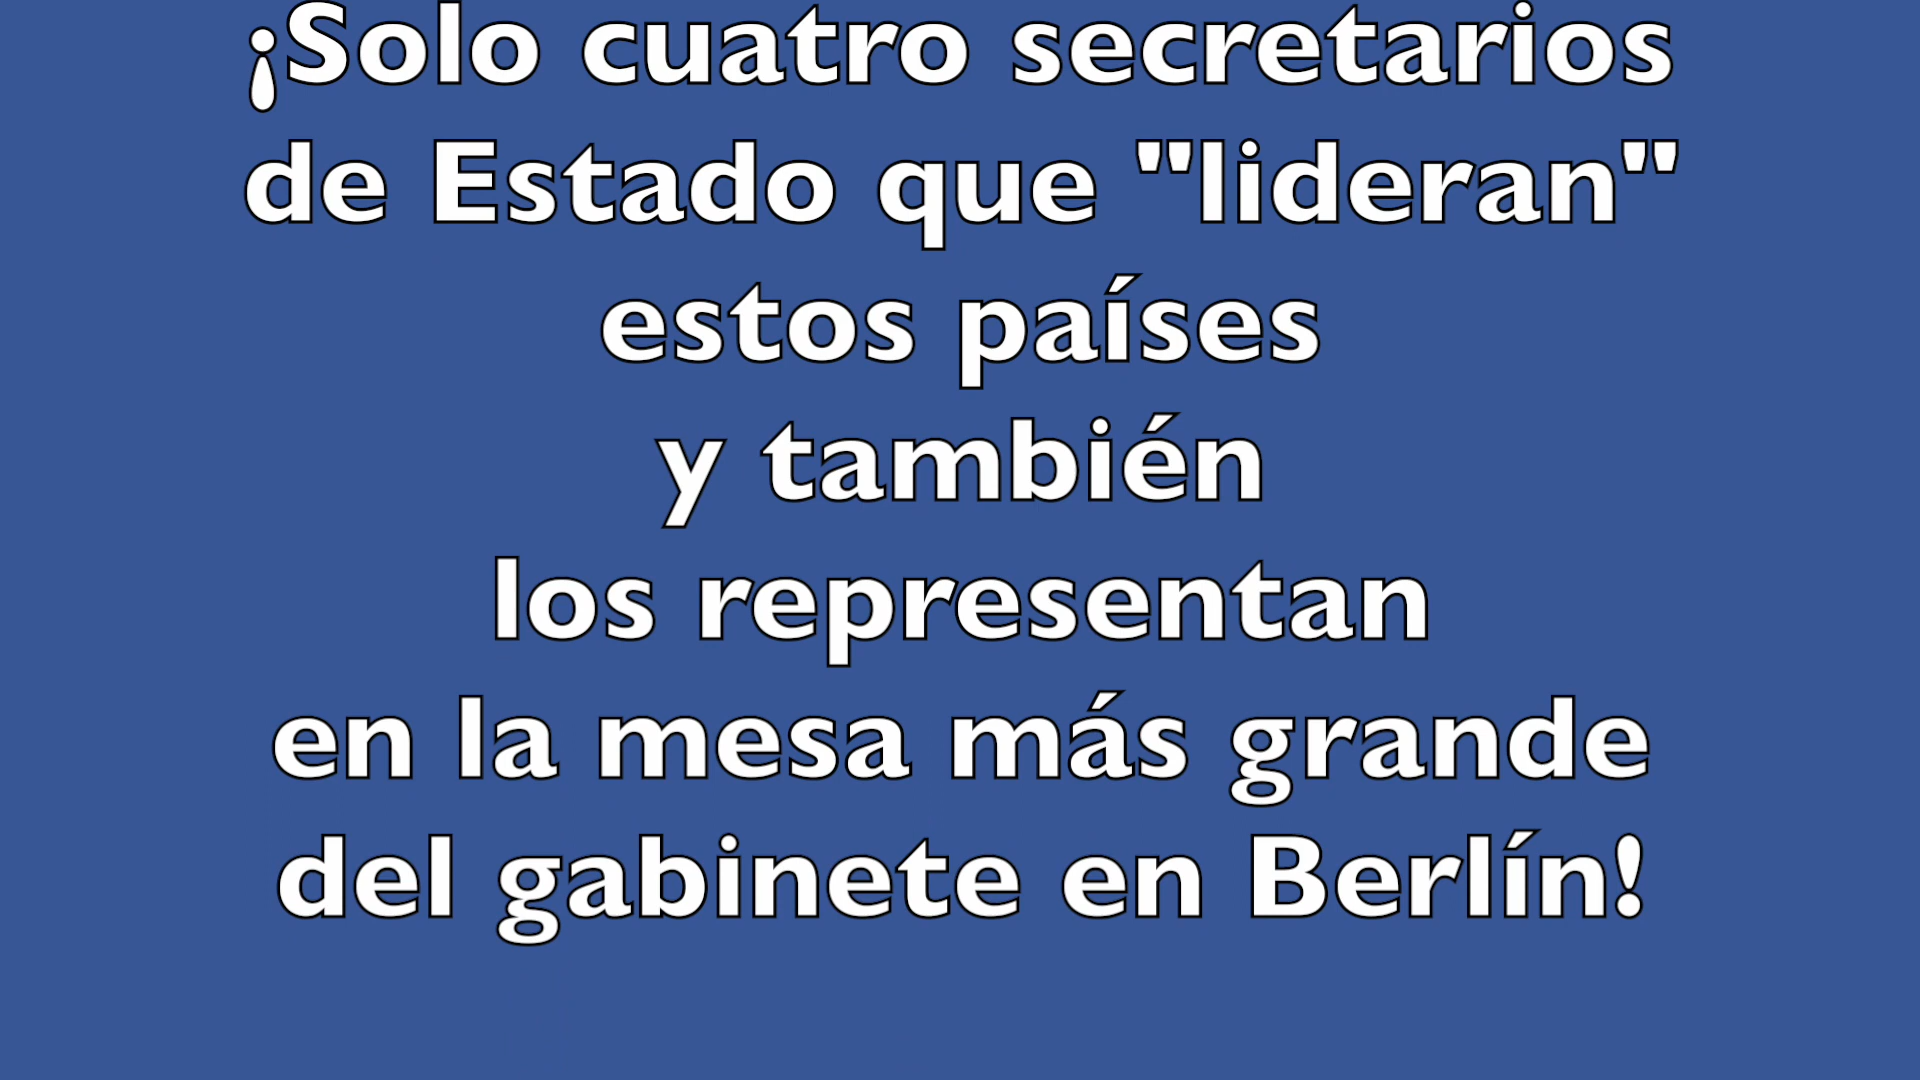 ¡Solo cuatro secretarios
de Estado que "lideran"
estos países
y también
los representan
en la mesa más grande
del gabinete en Berlín!